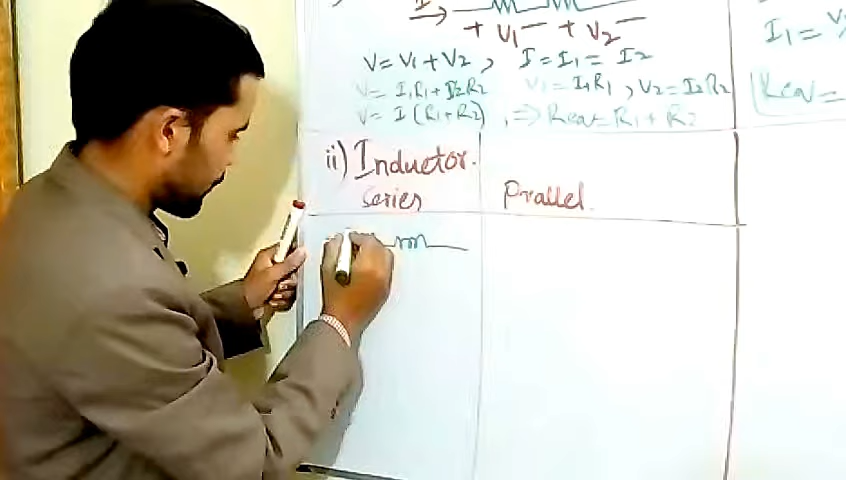 I
+ V1 − + V2 −
V = V1 + V2 , I = I1 = I2
V = I1R1 + I2R2 V1 = I1R1 , V2 = I2R2
V = I (R1 + R2) , ⇒ Req = R1 + R2
I1 =
Req =
ii) Inductor.
Series Parallel.